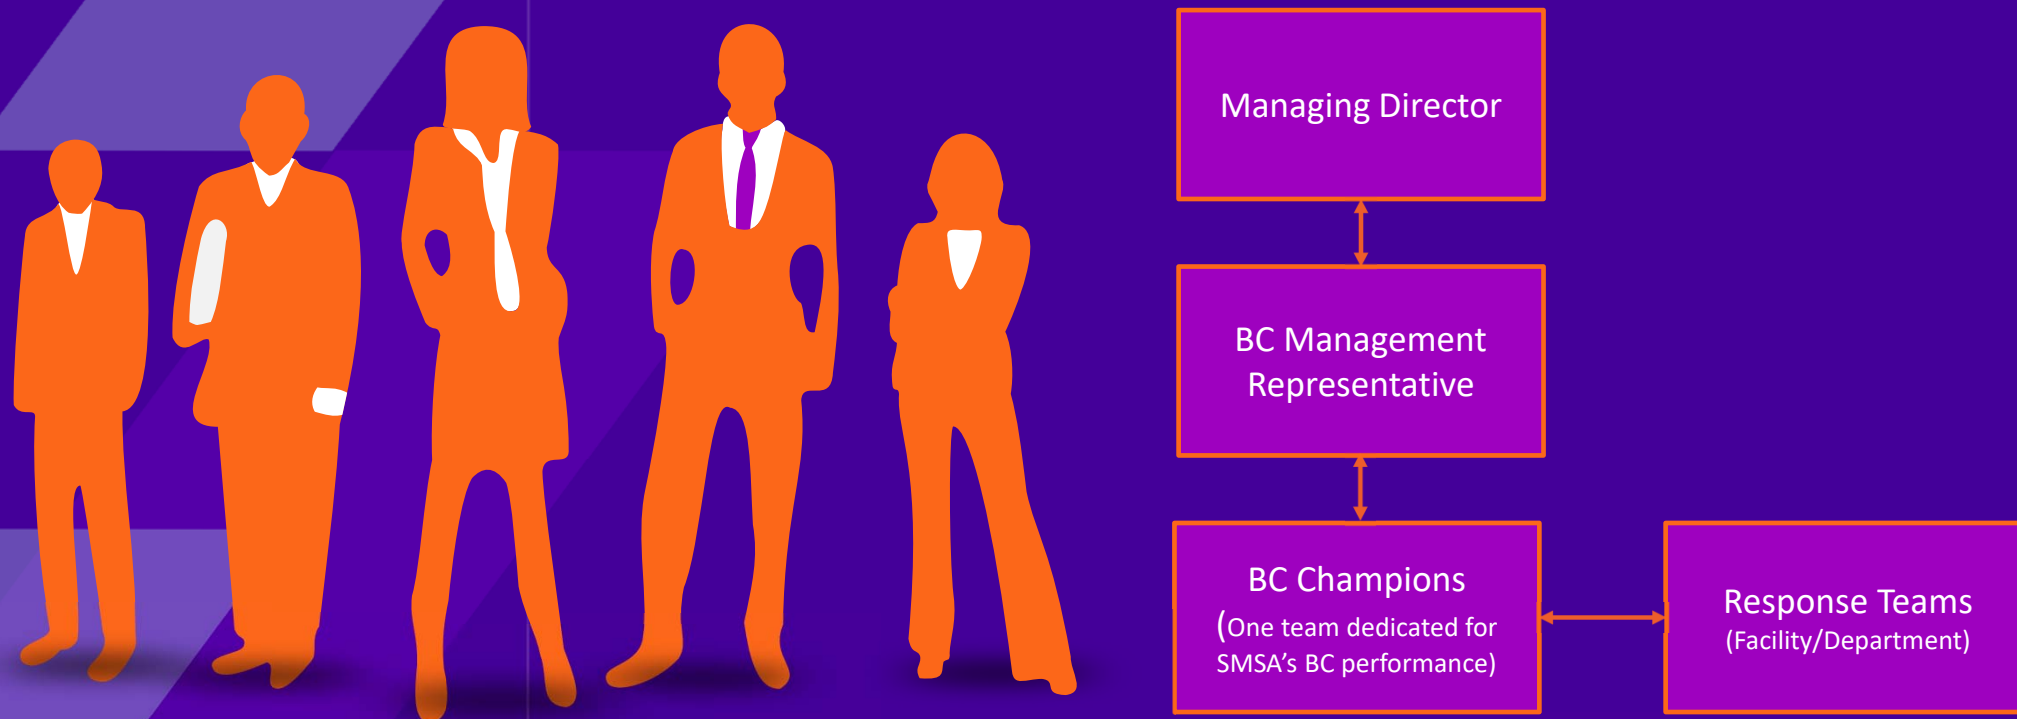 Managing Director
BC Management
Representative
BC Champions
(One team dedicated for
SMSA’s BC performance)
Response Teams
(Facility/Department)